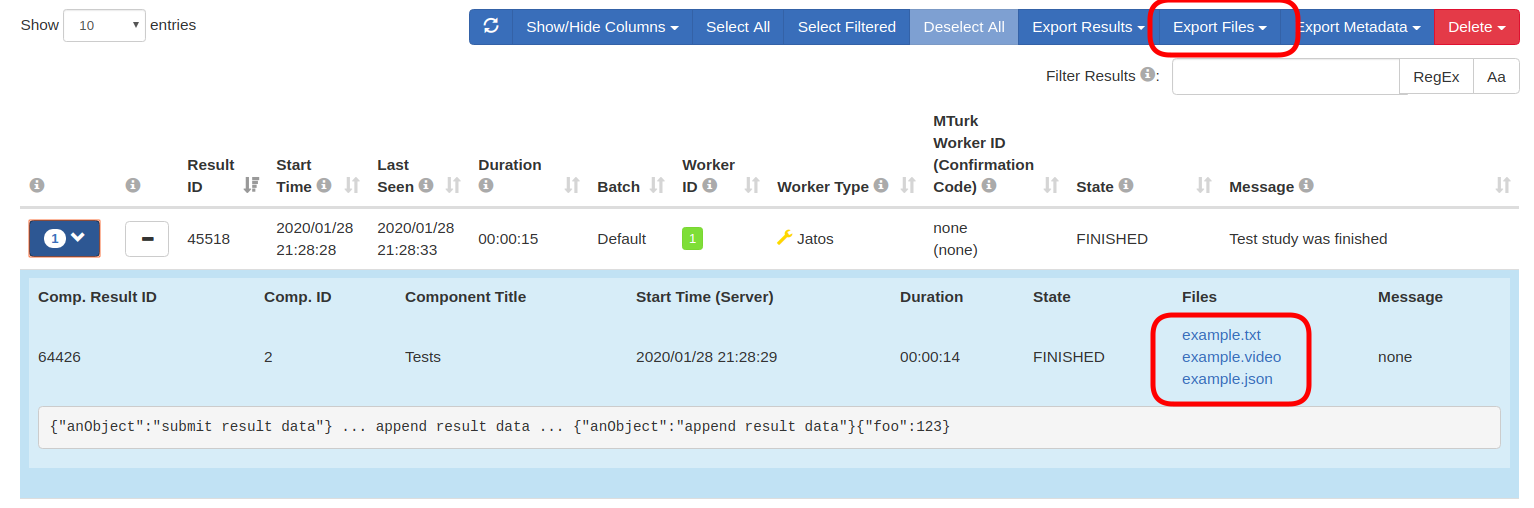 Show 10 entries
Show/Hide Columns Select All Select Filtered Deselect All Export Results Export Files Export Metadata Delete
Filter Results : RegEx Aa
Result ID
Start Time
Last Seen
Duration
Batch
Worker ID
Worker Type
MTurk Worker ID (Confirmation Code)
State
Message
1
45518
2020/01/28 21:28:28
2020/01/28 21:28:33
00:00:15
Default
1
Jatos
none (none)
FINISHED
Test study was finished
Comp. Result ID Comp. ID Component Title Start Time (Server) Duration State Files Message
64426 2 Tests 2020/01/28 21:28:29 00:00:14 FINISHED
example.txt
example.video
example.json
none
{"anObject":"submit result data"} ... append result data ... {"anObject":"append result data"}{"foo":123}